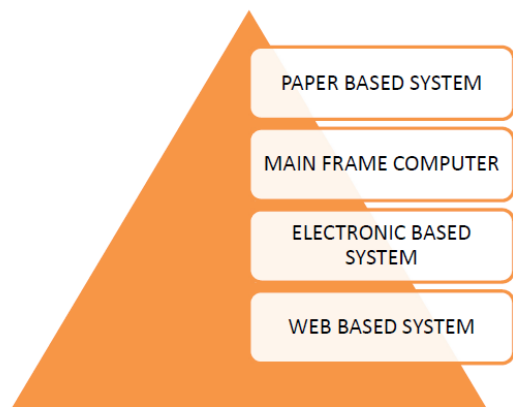 PAPER BASED SYSTEM
MAIN FRAME COMPUTER
ELECTRONIC BASED
SYSTEM
WEB BASED SYSTEM